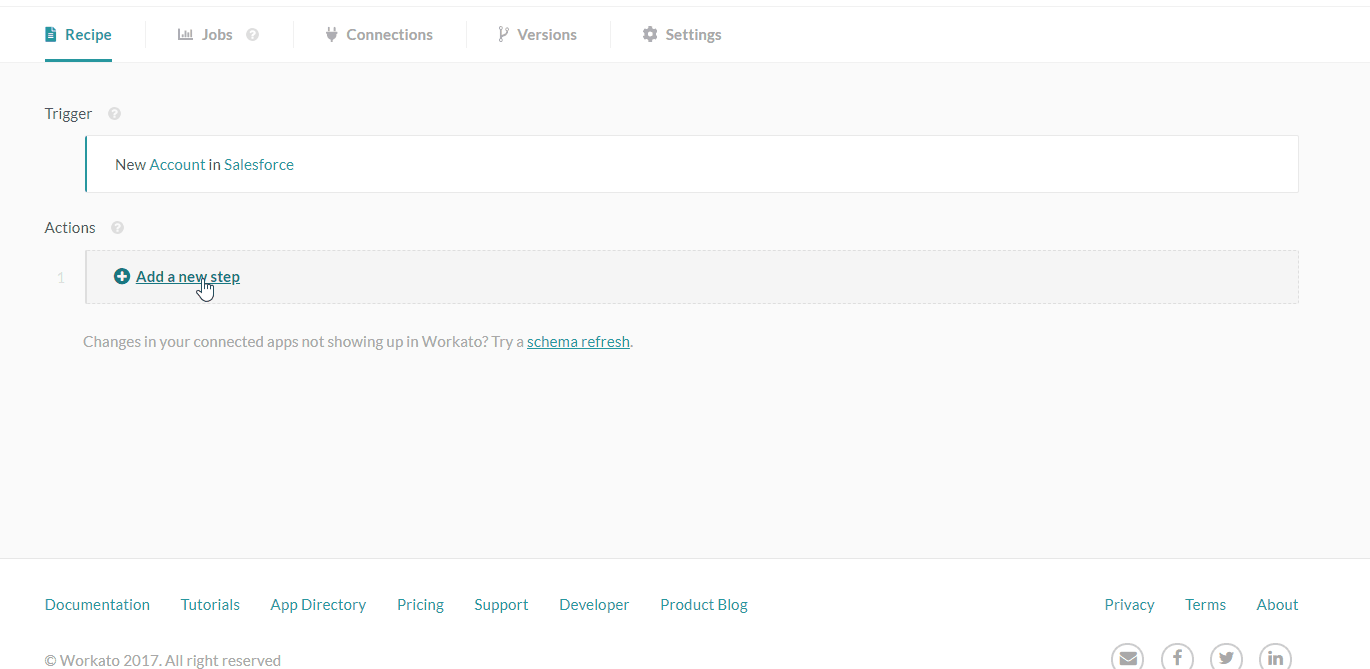 Recipe Jobs ? Connections Versions Settings
Trigger ?
New Account in Salesforce
Actions ?
1 Add a new step
Changes in your connected apps not showing up in Workato? Try a schema refresh.
Documentation Tutorials App Directory Pricing Support Developer Product Blog Privacy Terms About
© Workato 2017. All right reserved